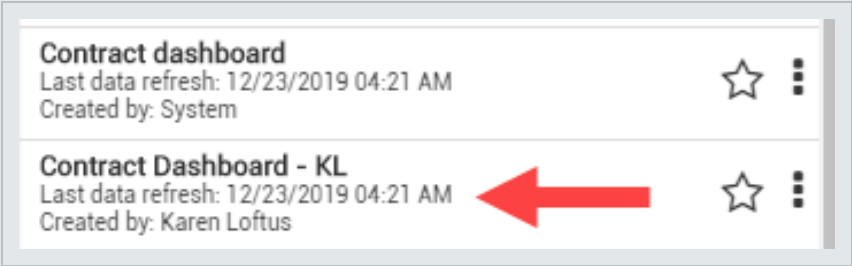 Contract dashboard
Last data refresh: 12/23/2019 04:21 AM
Created by: System
Contract Dashboard - KL
Last data refresh: 12/23/2019 04:21 AM
Created by: Karen Loftus